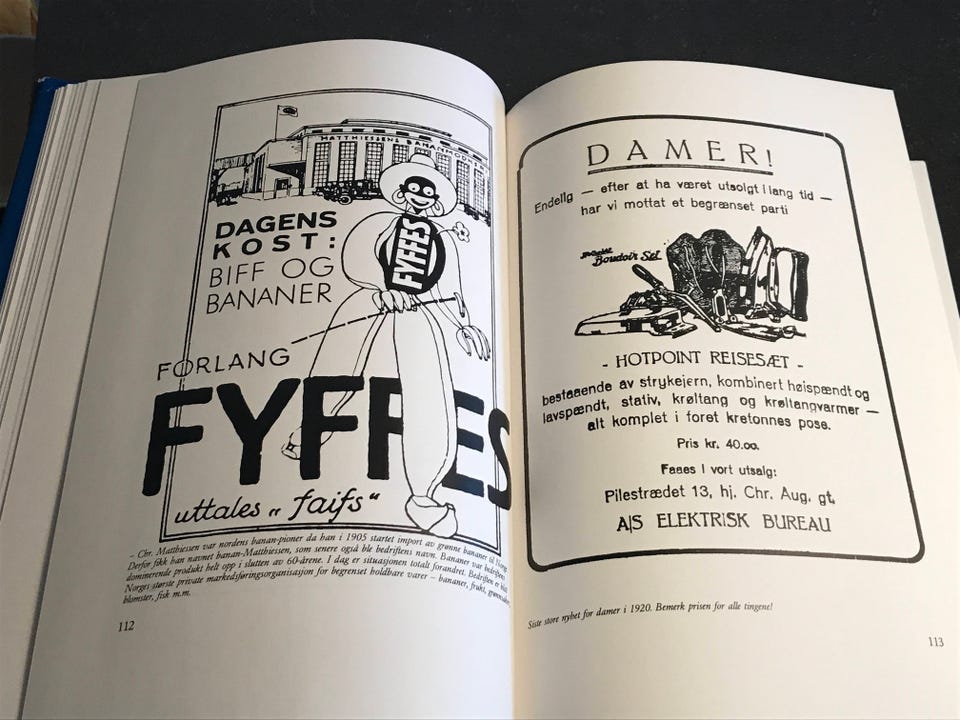 MATTHIESSENS BANANMODNERI
DAGENS
KOST:
BIFF OG
BANANER
FYFFES
FORLANG
FYFFES
uttales „faifs“
– Chr. Matthiessen var nordens banan-pioner da han i 1905 startet import av grønne bananer til Norge.
Derfor fikk han navnet banan-Matthiessen, som senere også ble bedriftens navn. Bananer var bedriftens
dominerende produkt helt opp i slutten av 60-årene. I dag er situasjonen totalt forandret. Bedriften er blitt
Norges største private markedsføringsorganisasjon for begrenset holdbare varer – bananer, frukt, grønnsaker,
blomster, fisk m.m.
112
DAMER!
Endelig — efter at ha været utsolgt i lang tid —
har vi mottat et begrænset parti
Boudoir Set
- HOTPOINT REISESÆT -
bestaaende av strykejern, kombinert høispændt og
lavspændt, stativ, krøltang og krøltangvarmer —
alt komplet i foret kretonnes pose.
Pris kr. 40.00.
Faaes i vort utsalg:
Pilestrædet 13, hj. Chr. Aug. gt.
A/S ELEKTRISK BUREAU
Siste store nyhet for damer i 1920. Bemerk prisen for alle tingene!
113